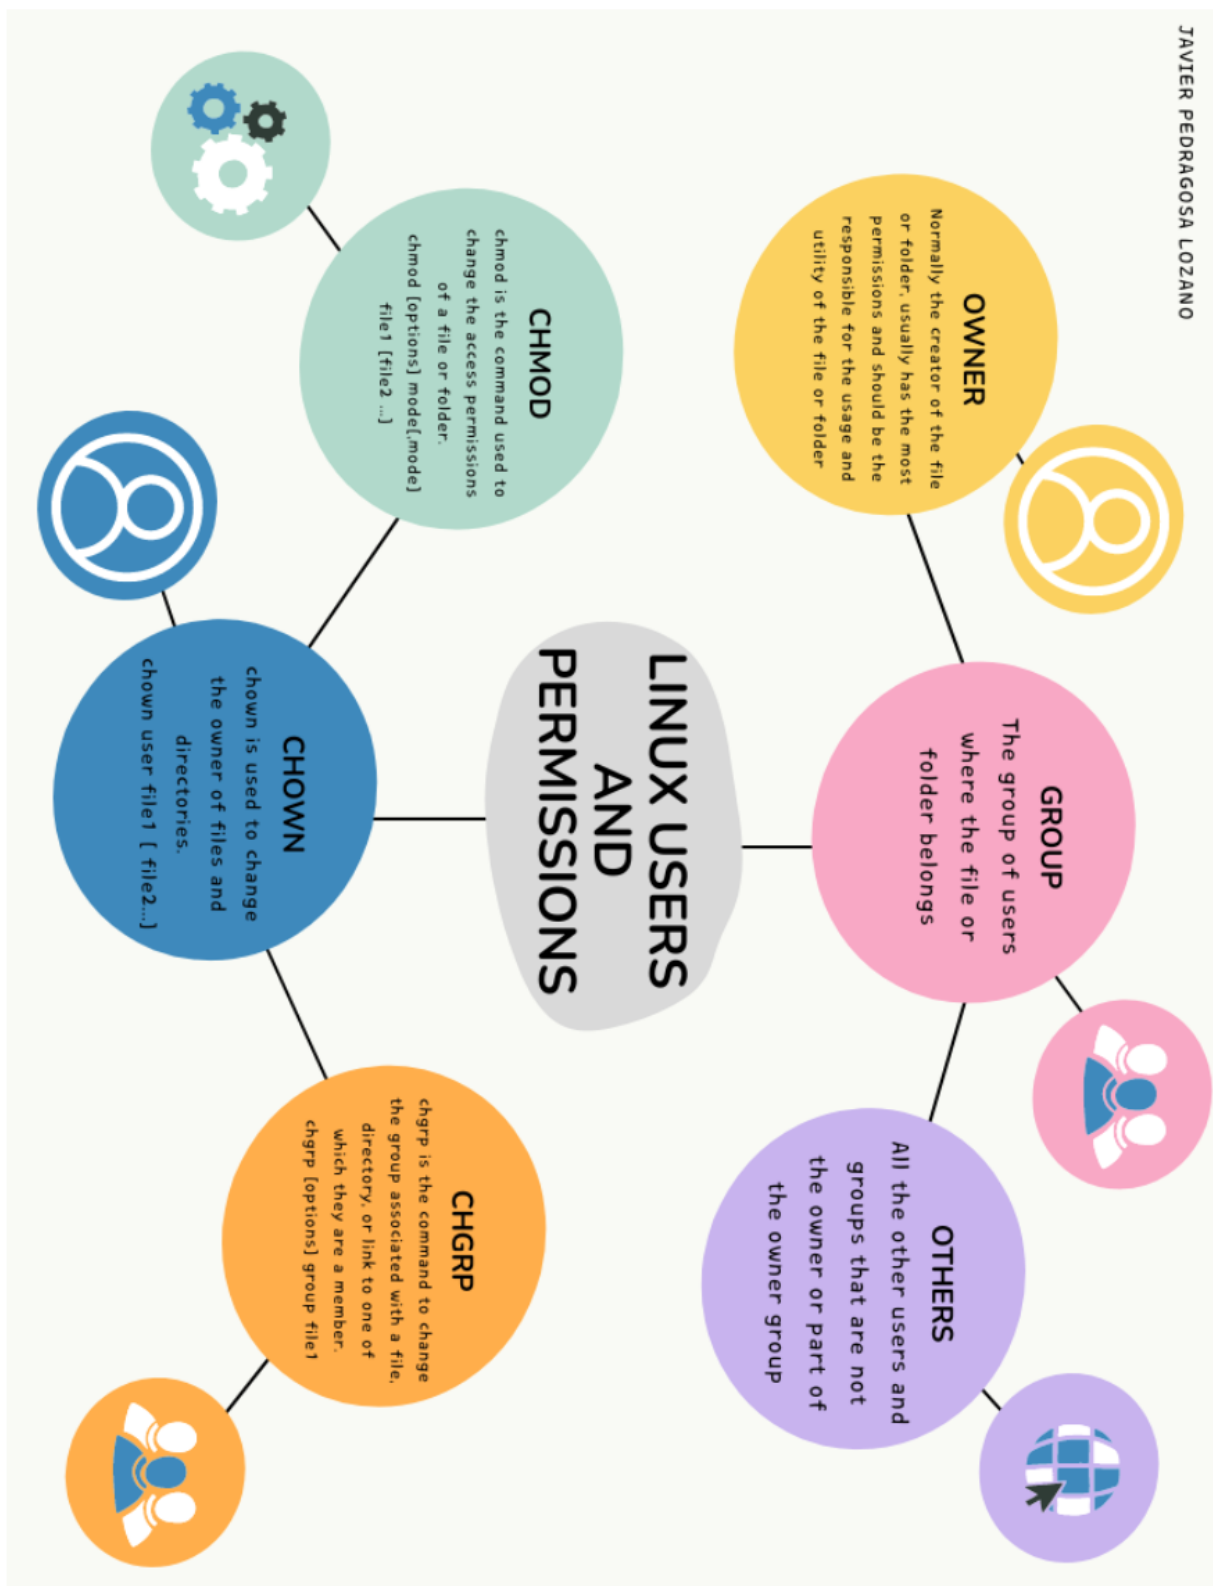 JAVIER PEDRAGOSA LOZANO
OWNER
Normally the creator of the file
or folder, usually has the most
permissions and should be the
responsible for the usage and
utility of the file or folder
GROUP
The group of users
where the file or
folder belongs
OTHERS
All the other users and
groups that are not
the owner or part of
the owner group
LINUX USERS
AND
PERMISSIONS
CHMOD
chmod is the command used to
change the access permissions
of a file or folder.
chmod [options] mode[,mode]
file1 [file2 ...]
CHOWN
chown is used to change
the owner of files and
directories.
chown user file1 [ file2...]
CHGRP
chgrp is the command to change
the group associated with a file,
directory, or link to one of
which they are a member.
chgrp [options] group file1